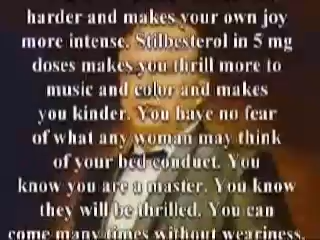 harder and makes your own joy
more intense. Stilbesterol in 5 mg
doses makes you thrill more to
music and color and makes
you kinder. You have no fear
of what any woman may think
of your bed conduct. You
know you are a master. You know
they will be thrilled. You can
come many times without weariness.